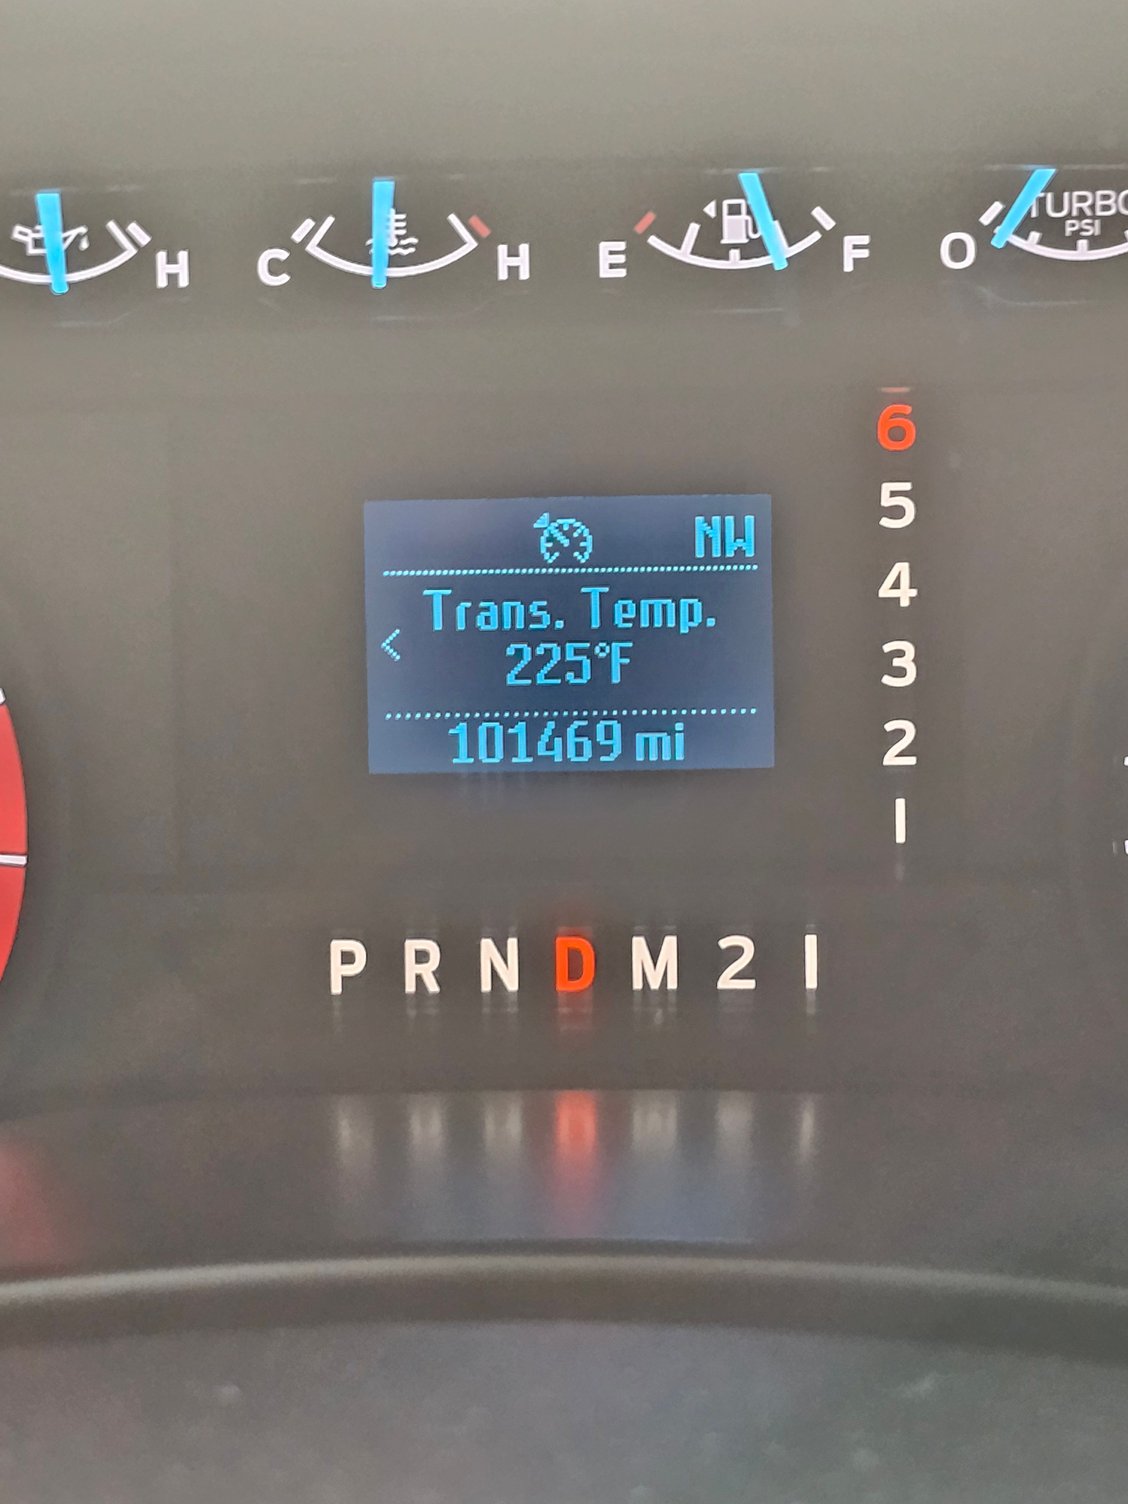 H C H E F O TURBO
PSI
6
5
4
3
2
1
NW
Trans. Temp.
< 225°F
101469 mi
P R N D M 2 1